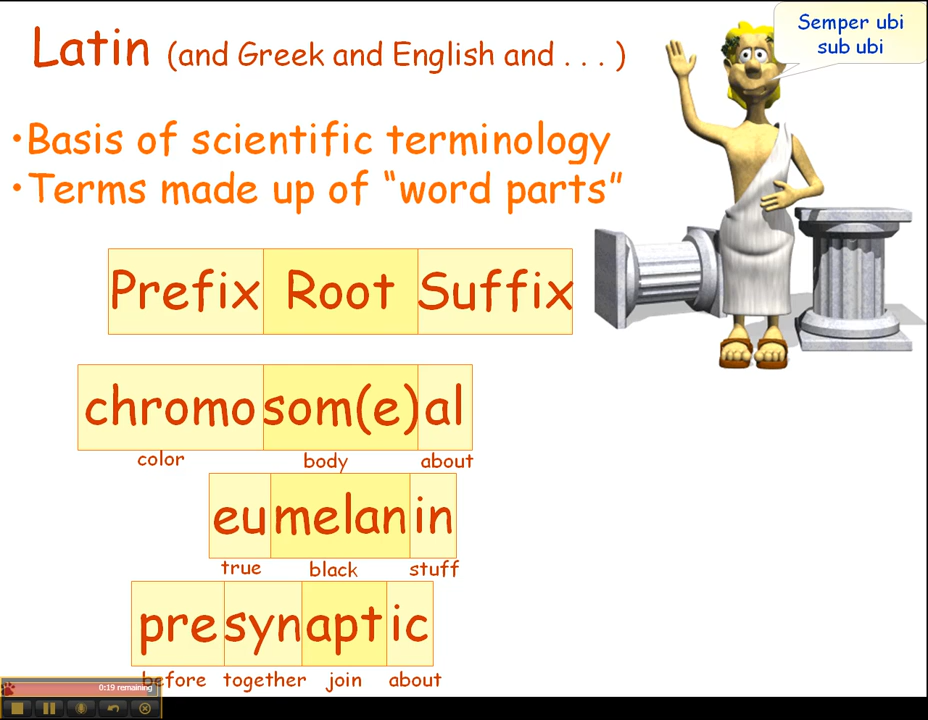 Latin (and Greek and English and . . . )
Semper ubi
sub ubi
•Basis of scientific terminology
•Terms made up of “word parts”
Prefix Root Suffix
chromo som(e) al
color body about
eu melan in
true black stuff
pre syn apt ic
before together join about
0:19 remaining